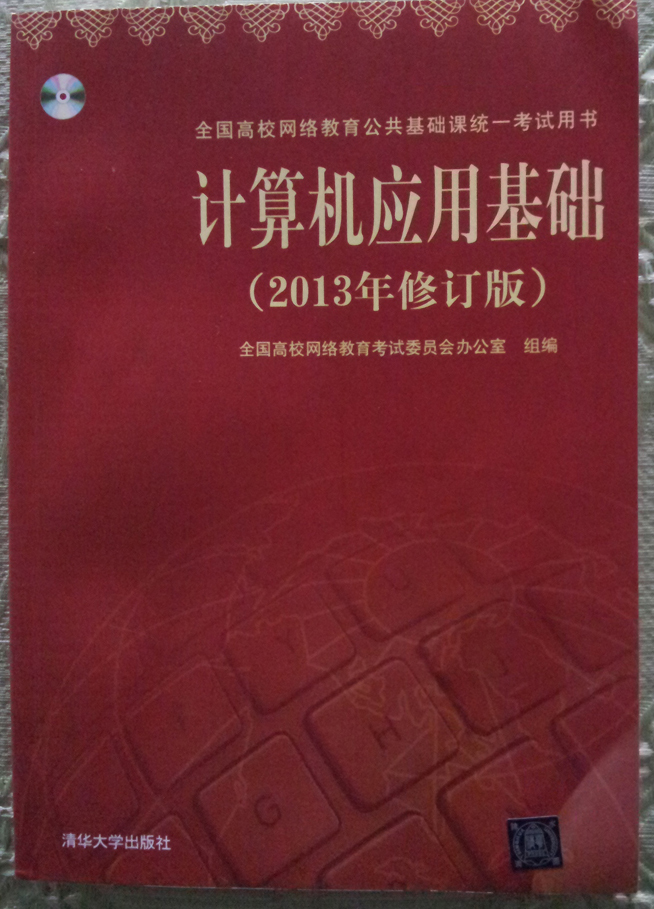 全国高校网络教育公共基础课统一考试用书
计算机应用基础
（2013年修订版）
全国高校网络教育考试委员会办公室 组编
Y
U
T
H
J
G
清华大学出版社